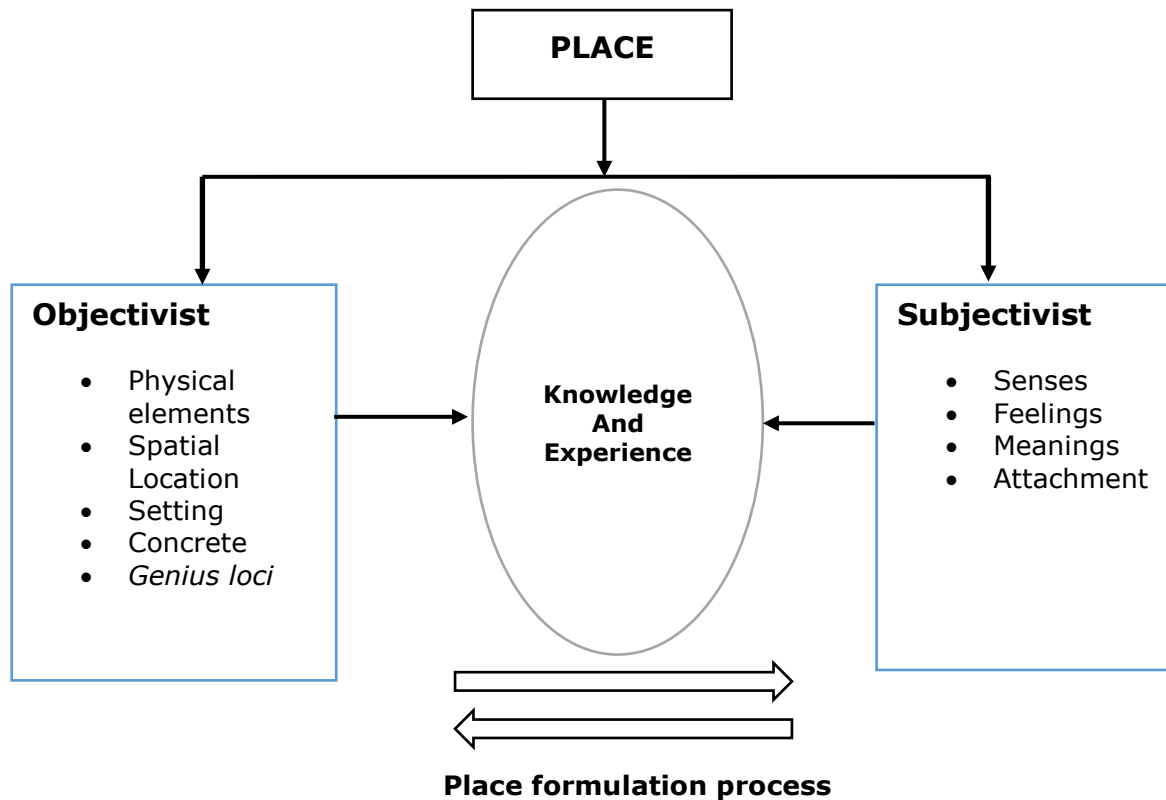 PLACE
Objectivist
• Physical
elements
• Spatial
Location
• Setting
• Concrete
• Genius loci
Knowledge
And
Experience
Subjectivist
• Senses
• Feelings
• Meanings
• Attachment
Place formulation process